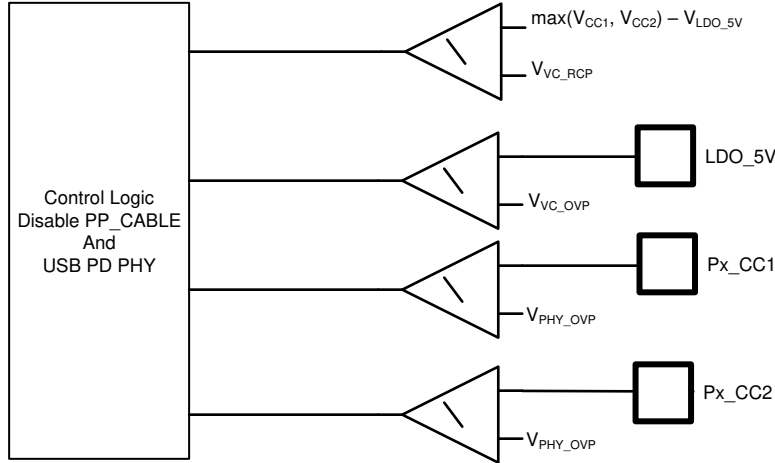 max(VCC1, VCC2) – VLDO_5V
VVC_RCP
LDO_5V
VVC_OVP
Control Logic
Disable PP_CABLE
And
USB PD PHY
Px_CC1
VPHY_OVP
Px_CC2
VPHY_OVP